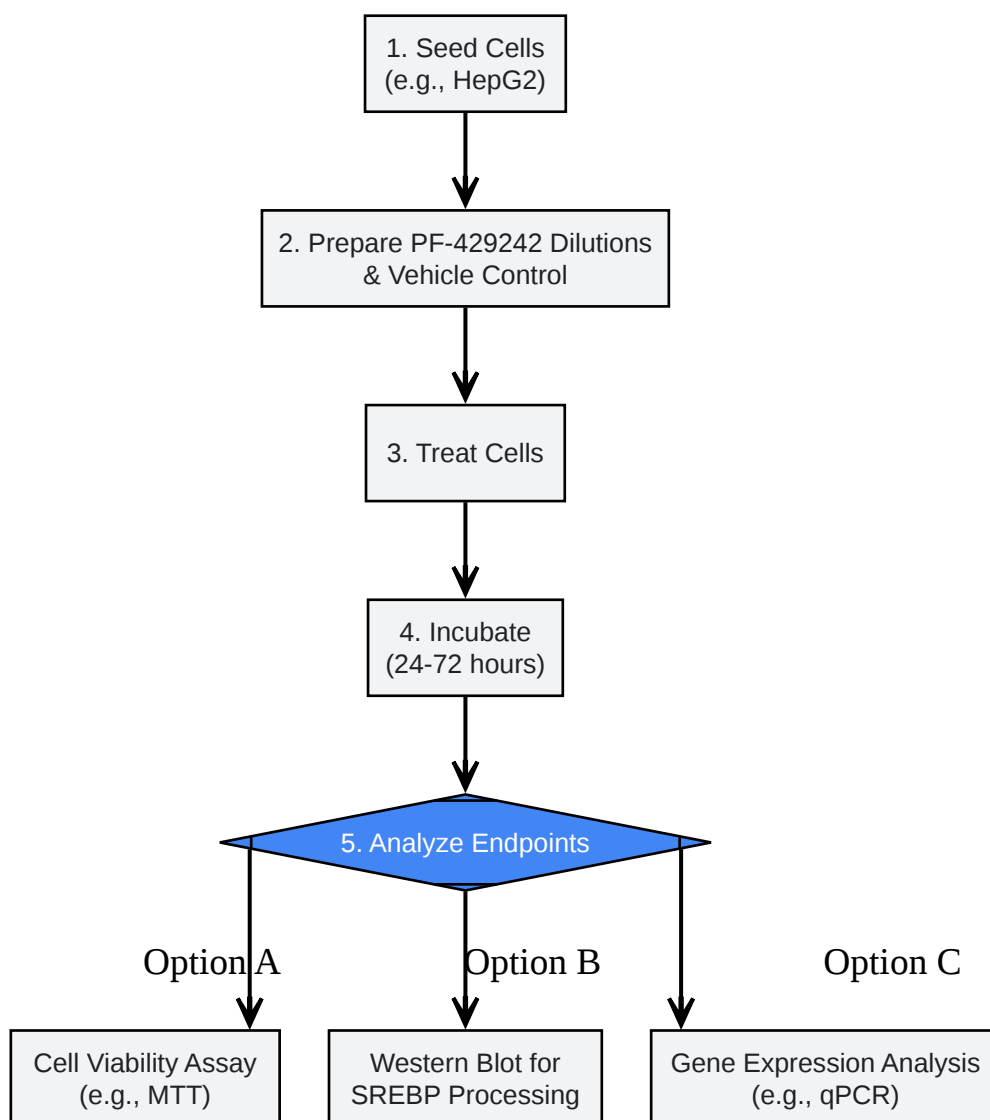 1. Seed Cells
(e.g., HepG2)
2. Prepare PF-429242 Dilutions
& Vehicle Control
3. Treat Cells
4. Incubate
(24-72 hours)
5. Analyze Endpoints
Option A
Option B
Option C
Cell Viability Assay
(e.g., MTT)
Western Blot for
SREBP Processing
Gene Expression Analysis
(e.g., qPCR)